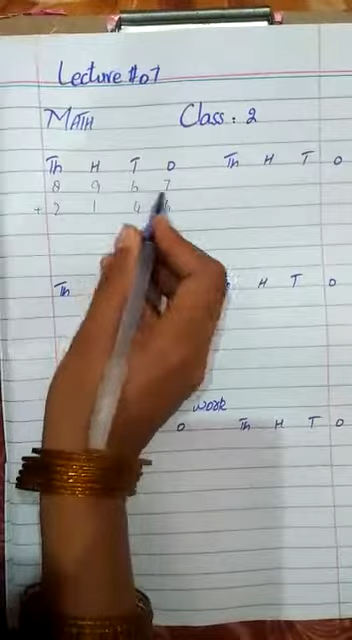 Lecture #07
MATH Class : 2
Th H T O Th H T O
8 9 6 7
+ 2 1 4
Th H T O
work
O Th H T O